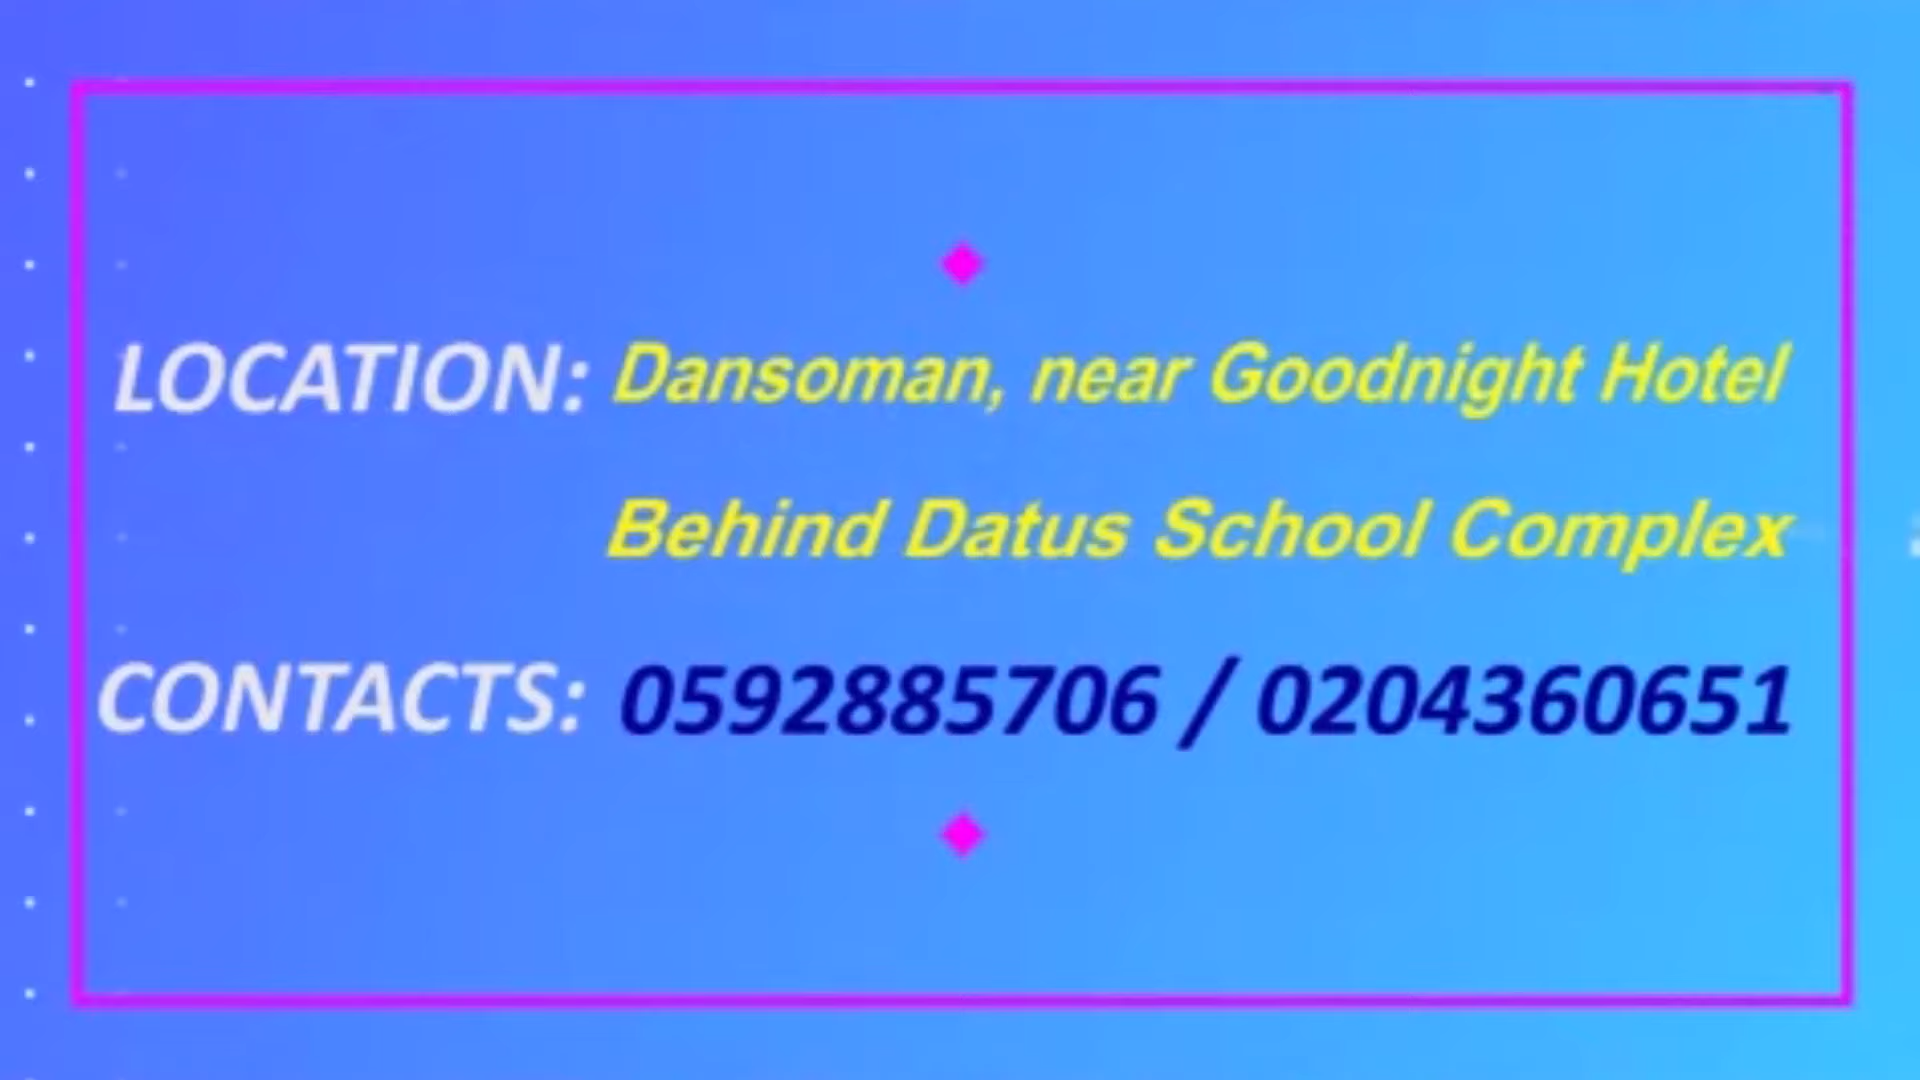 LOCATION: Dansoman, near Goodnight Hotel
Behind Datus School Complex
CONTACTS: 0592885706 / 0204360651